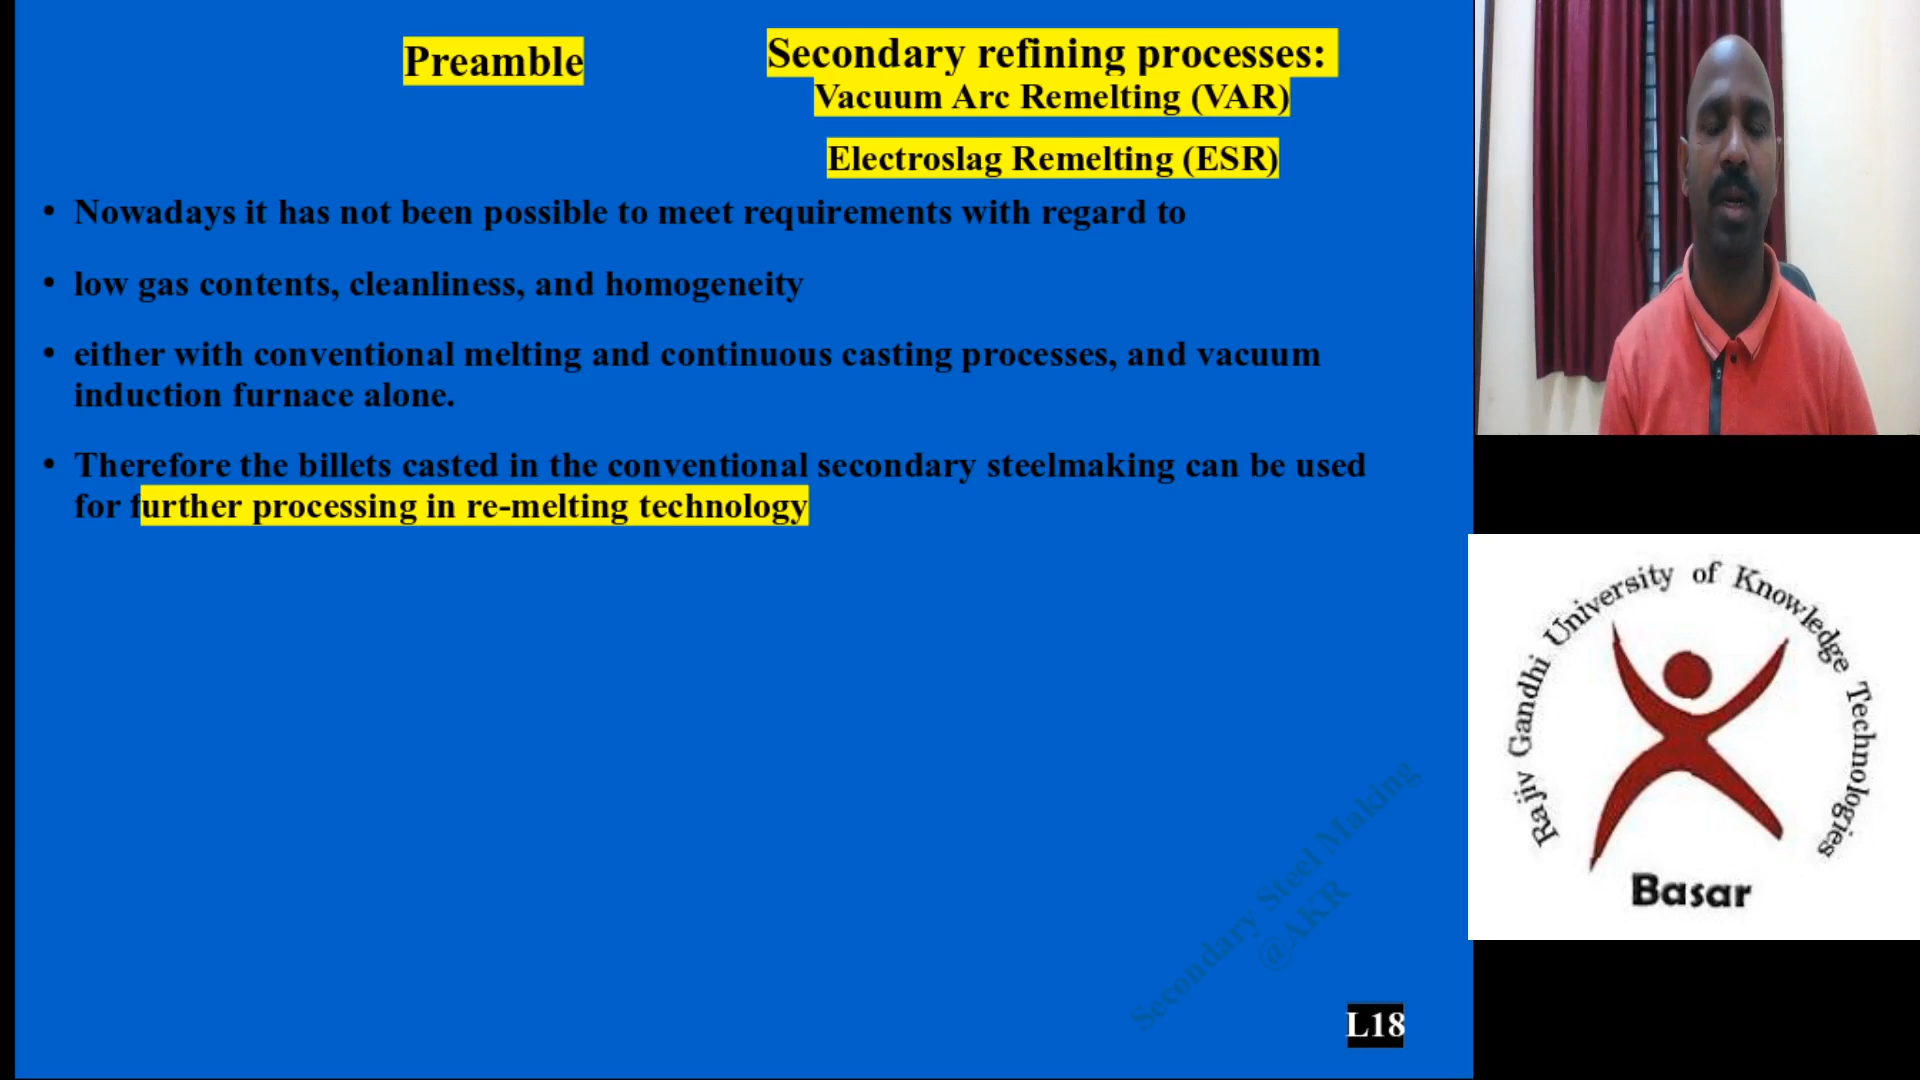 Preamble
Secondary refining processes:
Vacuum Arc Remelting (VAR)
Electroslag Remelting (ESR)
• Nowadays it has not been possible to meet requirements with regard to
• low gas contents, cleanliness, and homogeneity
• either with conventional melting and continuous casting processes, and vacuum
induction furnace alone.
• Therefore the billets casted in the conventional secondary steelmaking can be used
for further processing in re-melting technology
Secondary Steel Making
@AKR
L18
Rajiv Gandhi University of Knowledge Technologies
Basar